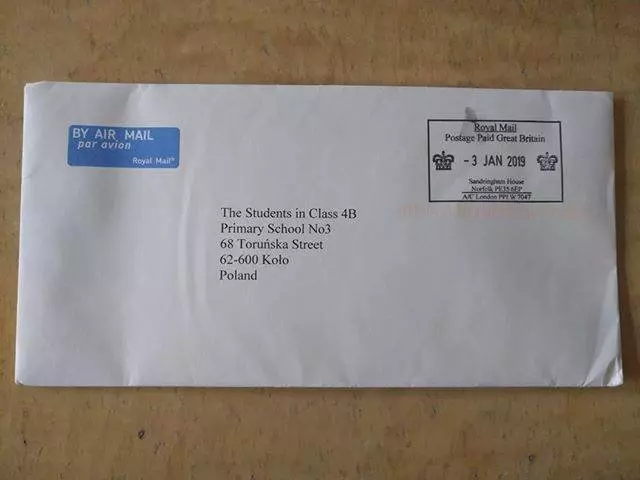 BY AIR MAIL
par avion
Royal Mail®
Royal Mail
Postage Paid Great Britain
- 3 JAN 2019
Sandringham House
Norfolk PE35 6EP
A/C London PPI W7047
The Students in Class 4B
Primary School No3
68 Toruńska Street
62-600 Koło
Poland